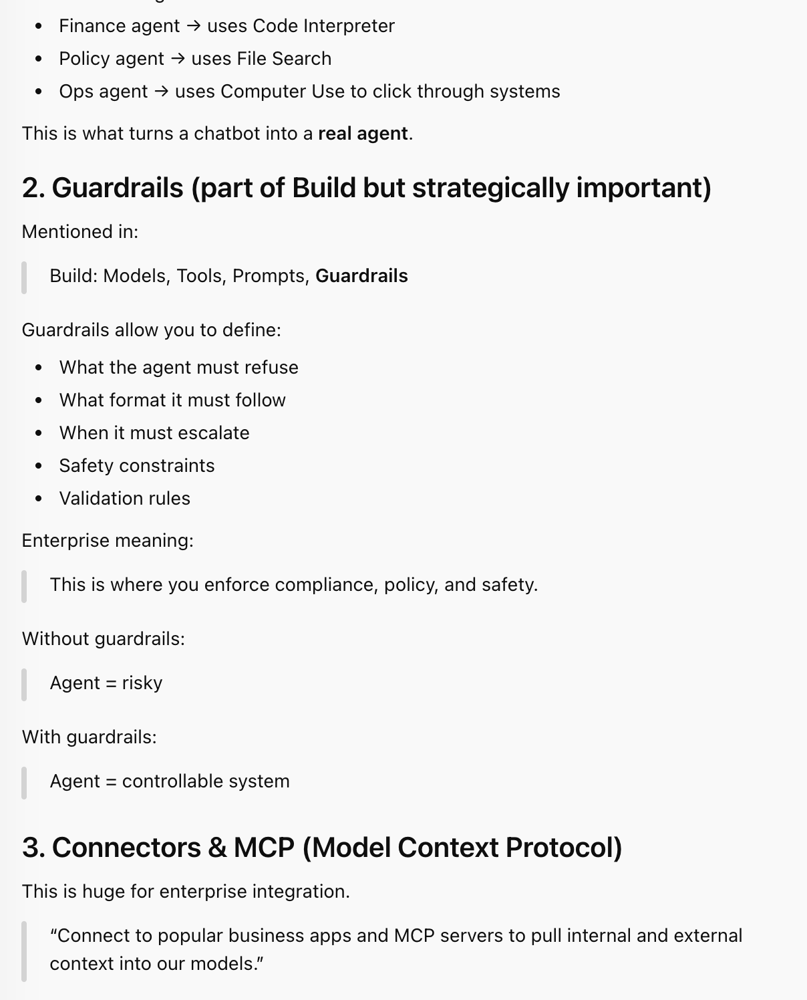 Finance agent → uses Code Interpreter
Policy agent → uses File Search
Ops agent → uses Computer Use to click through systems
This is what turns a chatbot into a real agent.
2. Guardrails (part of Build but strategically important)
Mentioned in:
Build: Models, Tools, Prompts, Guardrails
Guardrails allow you to define:
What the agent must refuse
What format it must follow
When it must escalate
Safety constraints
Validation rules
Enterprise meaning:
This is where you enforce compliance, policy, and safety.
Without guardrails:
Agent = risky
With guardrails:
Agent = controllable system
3. Connectors & MCP (Model Context Protocol)
This is huge for enterprise integration.
“Connect to popular business apps and MCP servers to pull internal and external
context into our models.”